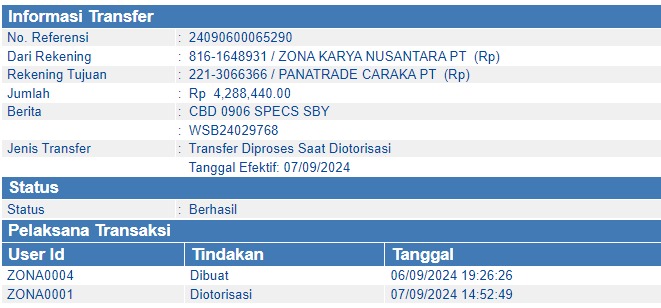 Informasi Transfer
No. Referensi : 24090600065290
Dari Rekening : 816-1648931 / ZONA KARYA NUSANTARA PT (Rp)
Rekening Tujuan : 221-3066366 / PANATRADE CARAKA PT (Rp)
Jumlah : Rp 4,288,440.00
Berita : CBD 0906 SPECS SBY
: WSB24029768
Jenis Transfer : Transfer Diproses Saat Diotorisasi
Tanggal Efektif: 07/09/2024
Status
Status : Berhasil
Pelaksana Transaksi
User Id Tindakan Tanggal
ZONA0004 Dibuat 06/09/2024 19:26:26
ZONA0001 Diotorisasi 07/09/2024 14:52:49